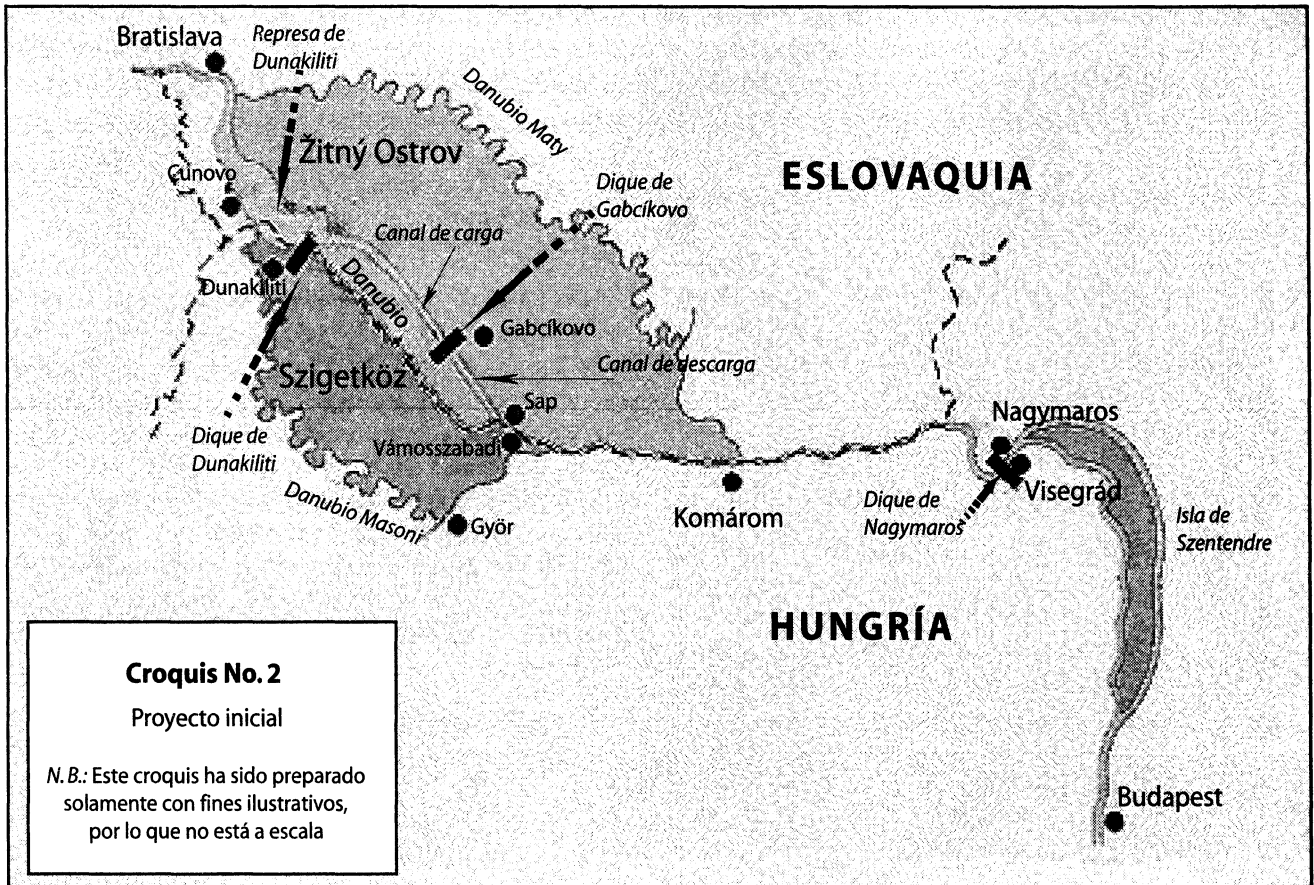 Bratislava
Represa de
Dunakiliti
Danubio Maty
Žitný Ostrov
ESLOVAQUIA
Cunovo
Dique de
Gabcíkovo
Canal de carga
Danubio
Dunakiliti
Gabcíkovo
Canal de descarga
Szigetköz
Sap
Nagymaros
Dique de
Dunakiliti
Vámosszabadi
Visegrád
Danubio Masoni
Györ
Komárom
Dique de
Nagymaros
Isla de
Szentendre
HUNGRÍA
Croquis No. 2
Proyecto inicial
N. B.: Este croquis ha sido preparado
solamente con fines ilustrativos,
por lo que no está a escala
Budapest